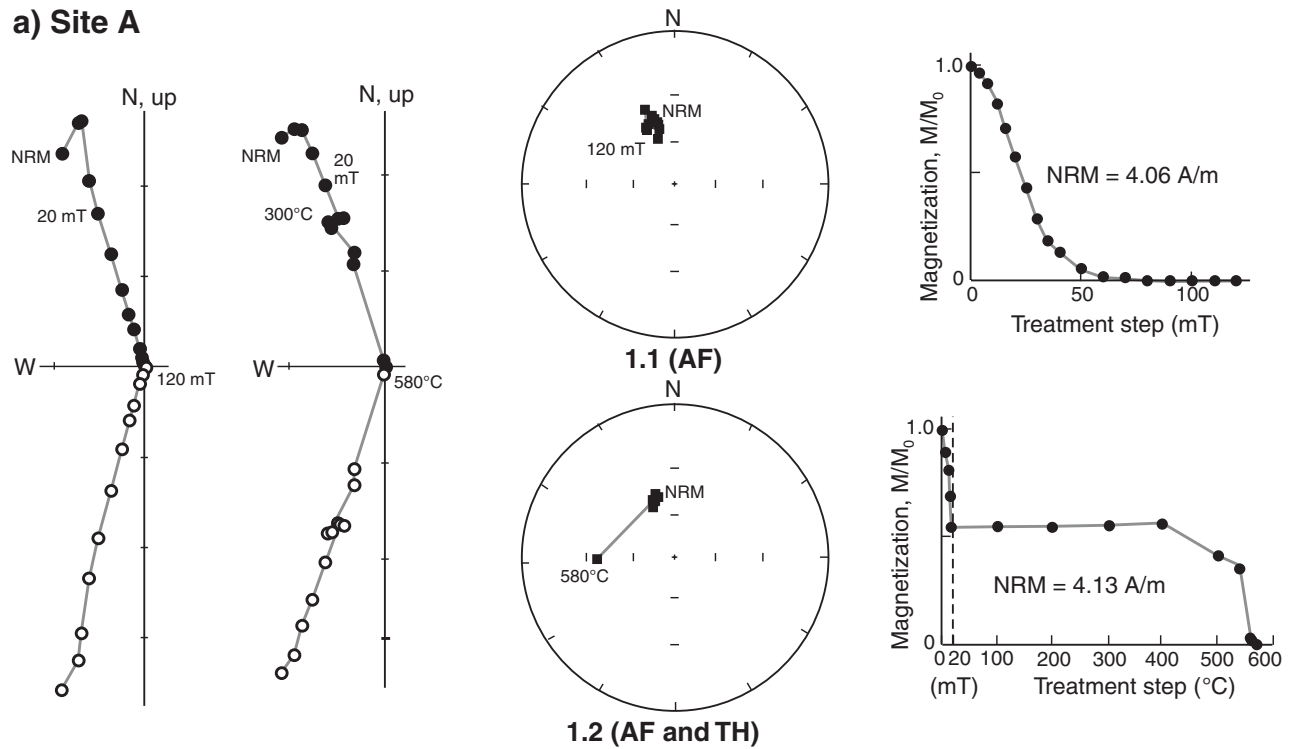 a) Site A
N, up
NRM
20 mT
W
120 mT
N, up
NRM
20
mT
300°C
W
580°C
N
NRM
120 mT
1.1 (AF)
N
NRM
580°C
1.2 (AF and TH)
Magnetization, M/M0
1.0
0
NRM = 4.06 A/m
0
50
100
Treatment step (mT)
Magnetization, M/M0
1.0
0
NRM = 4.13 A/m
0 20 100 200 300 400 500 600
(mT) Treatment step (°C)